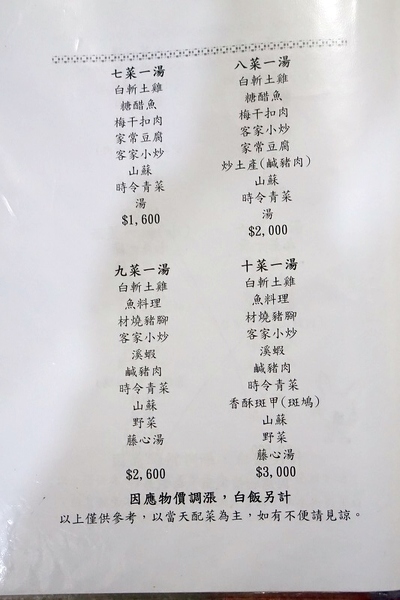 七菜一湯
白斬土雞
糖醋魚
梅干扣肉
家常豆腐
客家小炒
山蘇
時令青菜
湯
$1,600
八菜一湯
白斬土雞
糖醋魚
梅干扣肉
客家小炒
家常豆腐
炒土產(鹹豬肉)
山蘇
時令青菜
湯
$2,000
九菜一湯
白斬土雞
魚料理
材燒豬腳
客家小炒
溪蝦
鹹豬肉
時令青菜
山蘇
野菜
藤心湯
$2,600
十菜一湯
白斬土雞
魚料理
材燒豬腳
客家小炒
溪蝦
鹹豬肉
時令青菜
香酥斑甲(斑鳩)
山蘇
野菜
藤心湯
$3,000
因應物價調漲，白飯另計
以上僅供參考，以當天配菜為主，如有不便請見諒。